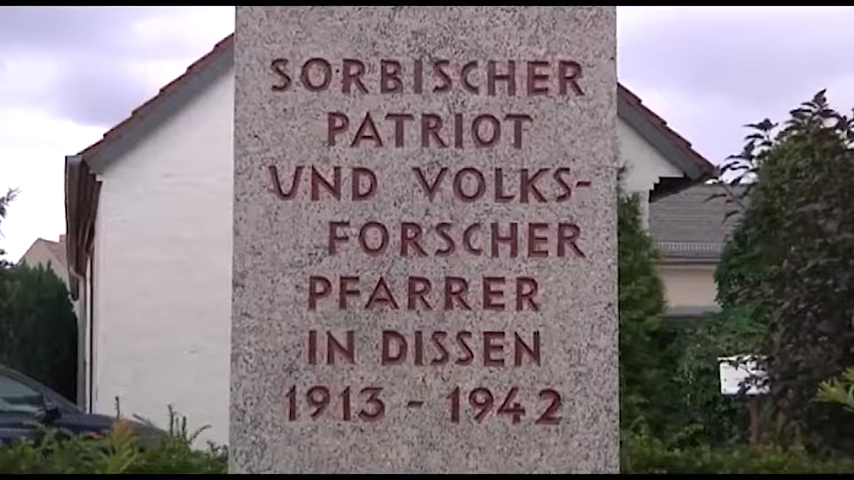 SORBISCHER
PATRIOT
UND VOLKS-
FORSCHER
PFARRER
IN DISSEN
1913 - 1942